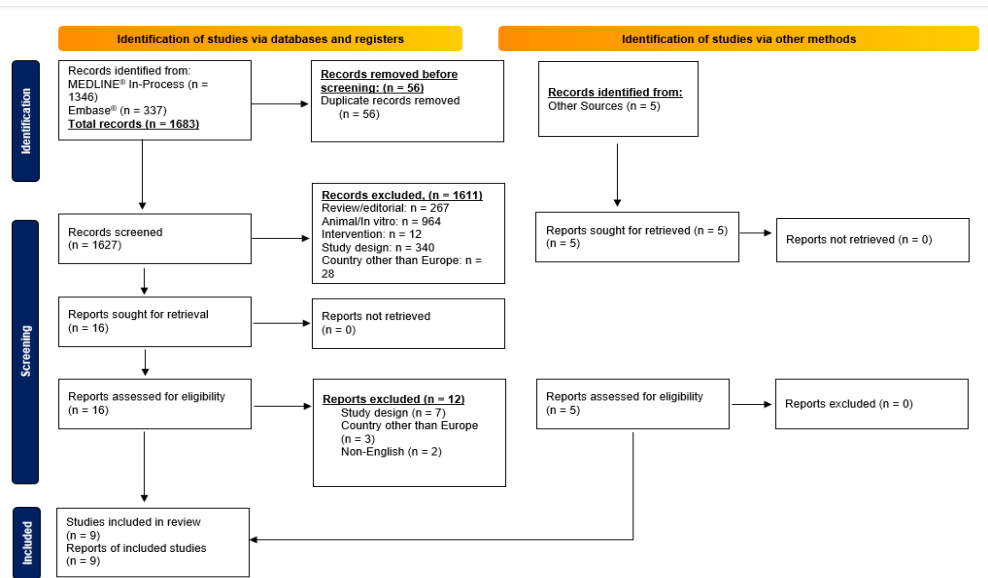 Identification of studies via databases and registers
Identification of studies via other methods
Identification
Records identified from:
MEDLINE® In-Process (n =
1346)
Embase® (n = 337)
Total records (n = 1683)
Records removed before
screening: (n = 56)
Duplicate records removed
(n = 56)
Records identified from:
Other Sources (n = 5)
Screening
Records screened
(n = 1627)
Records excluded, (n = 1611)
Review/editorial: n = 267
Animal/In vitro: n = 964
Intervention: n = 12
Study design: n = 340
Country other than Europe: n =
28
Reports sought for retrieved (n = 5)
(n = 5)
Reports not retrieved (n = 0)
Reports sought for retrieval
(n = 16)
Reports not retrieved
(n = 0)
Reports assessed for eligibility
(n = 16)
Reports excluded (n = 12)
Study design (n = 7)
Country other than Europe
(n = 3)
Non-English (n = 2)
Reports assessed for eligibility
(n = 5)
Reports excluded (n = 0)
Included
Studies included in review
(n = 9)
Reports of included studies
(n = 9)